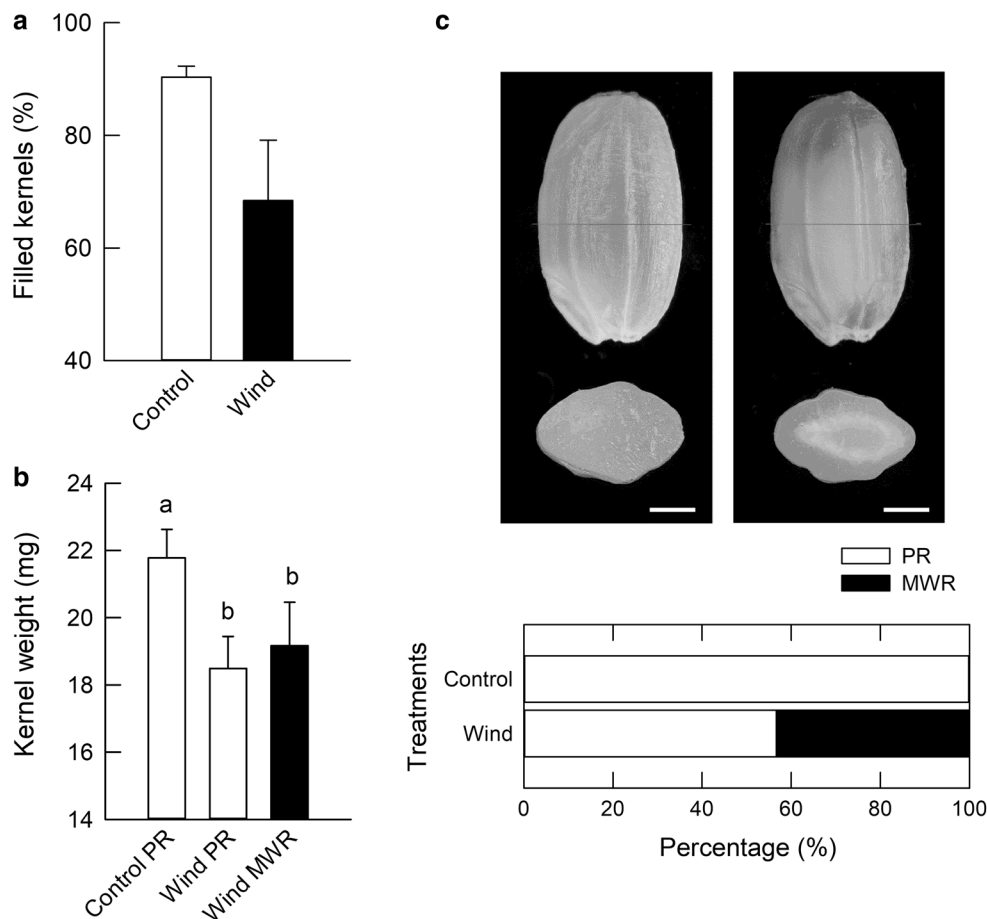 a
100
80
60
40
Filled kernels (%)
Control
Wind
b
24
22
20
18
16
14
Kernel weight (mg)
a
b
b
Control PR
Wind PR
Wind MWR
c
PR
MWR
Treatments
Control
Wind
0 20 40 60 80 100
Percentage (%)